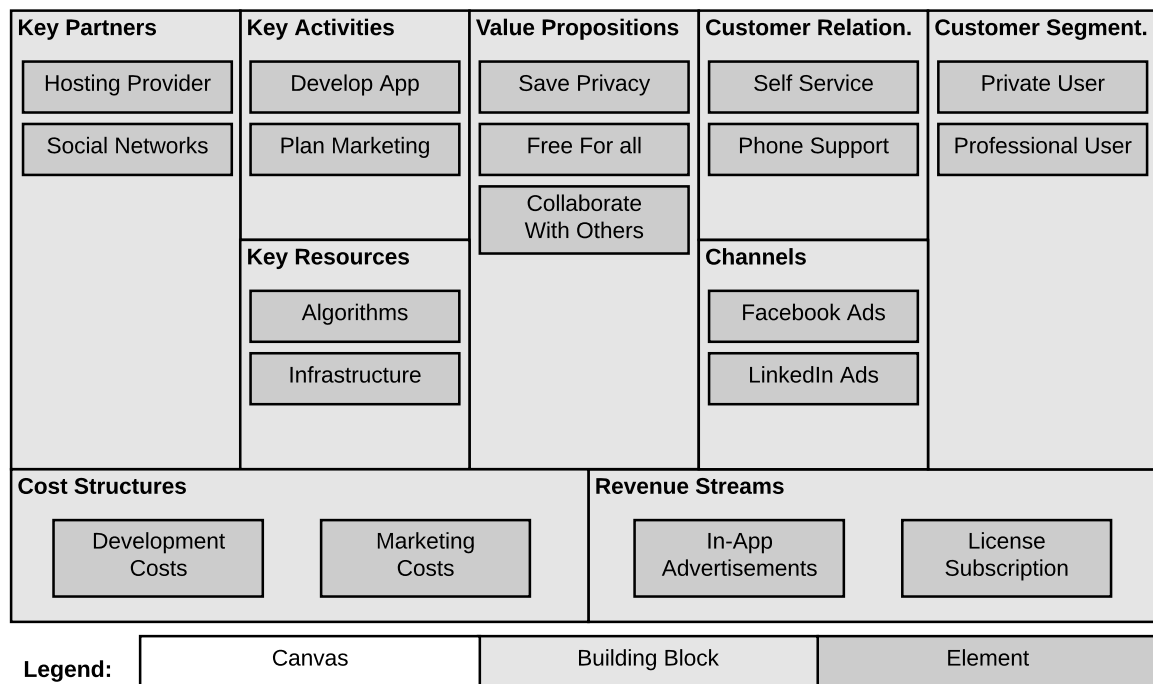 Key Partners
Hosting Provider
Social Networks
Key Activities
Develop App
Plan Marketing
Key Resources
Algorithms
Infrastructure
Value Propositions
Save Privacy
Free For all
Collaborate
With Others
Customer Relation.
Self Service
Phone Support
Channels
Facebook Ads
LinkedIn Ads
Customer Segment.
Private User
Professional User
Cost Structures
Development
Costs
Marketing
Costs
Revenue Streams
In-App
Advertisements
License
Subscription
Legend:
Canvas
Building Block
Element